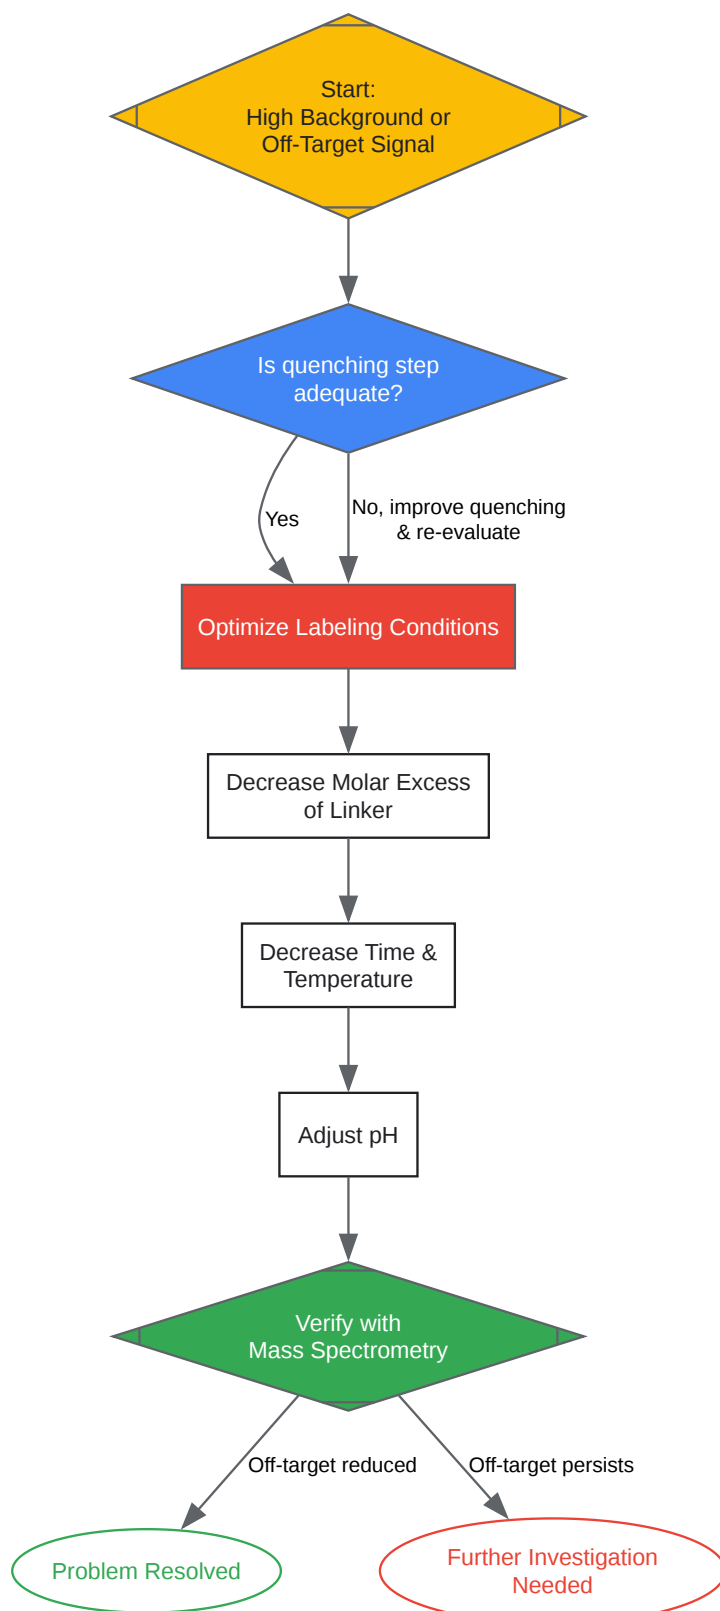 Start:
High Background or
Off-Target Signal
Is quenching step
adequate?
Yes
No, improve quenching
& re-evaluate
Optimize Labeling Conditions
Decrease Molar Excess
of Linker
Decrease Time &
Temperature
Adjust pH
Verify with
Mass Spectrometry
Off-target reduced
Off-target persists
Problem Resolved
Further Investigation
Needed